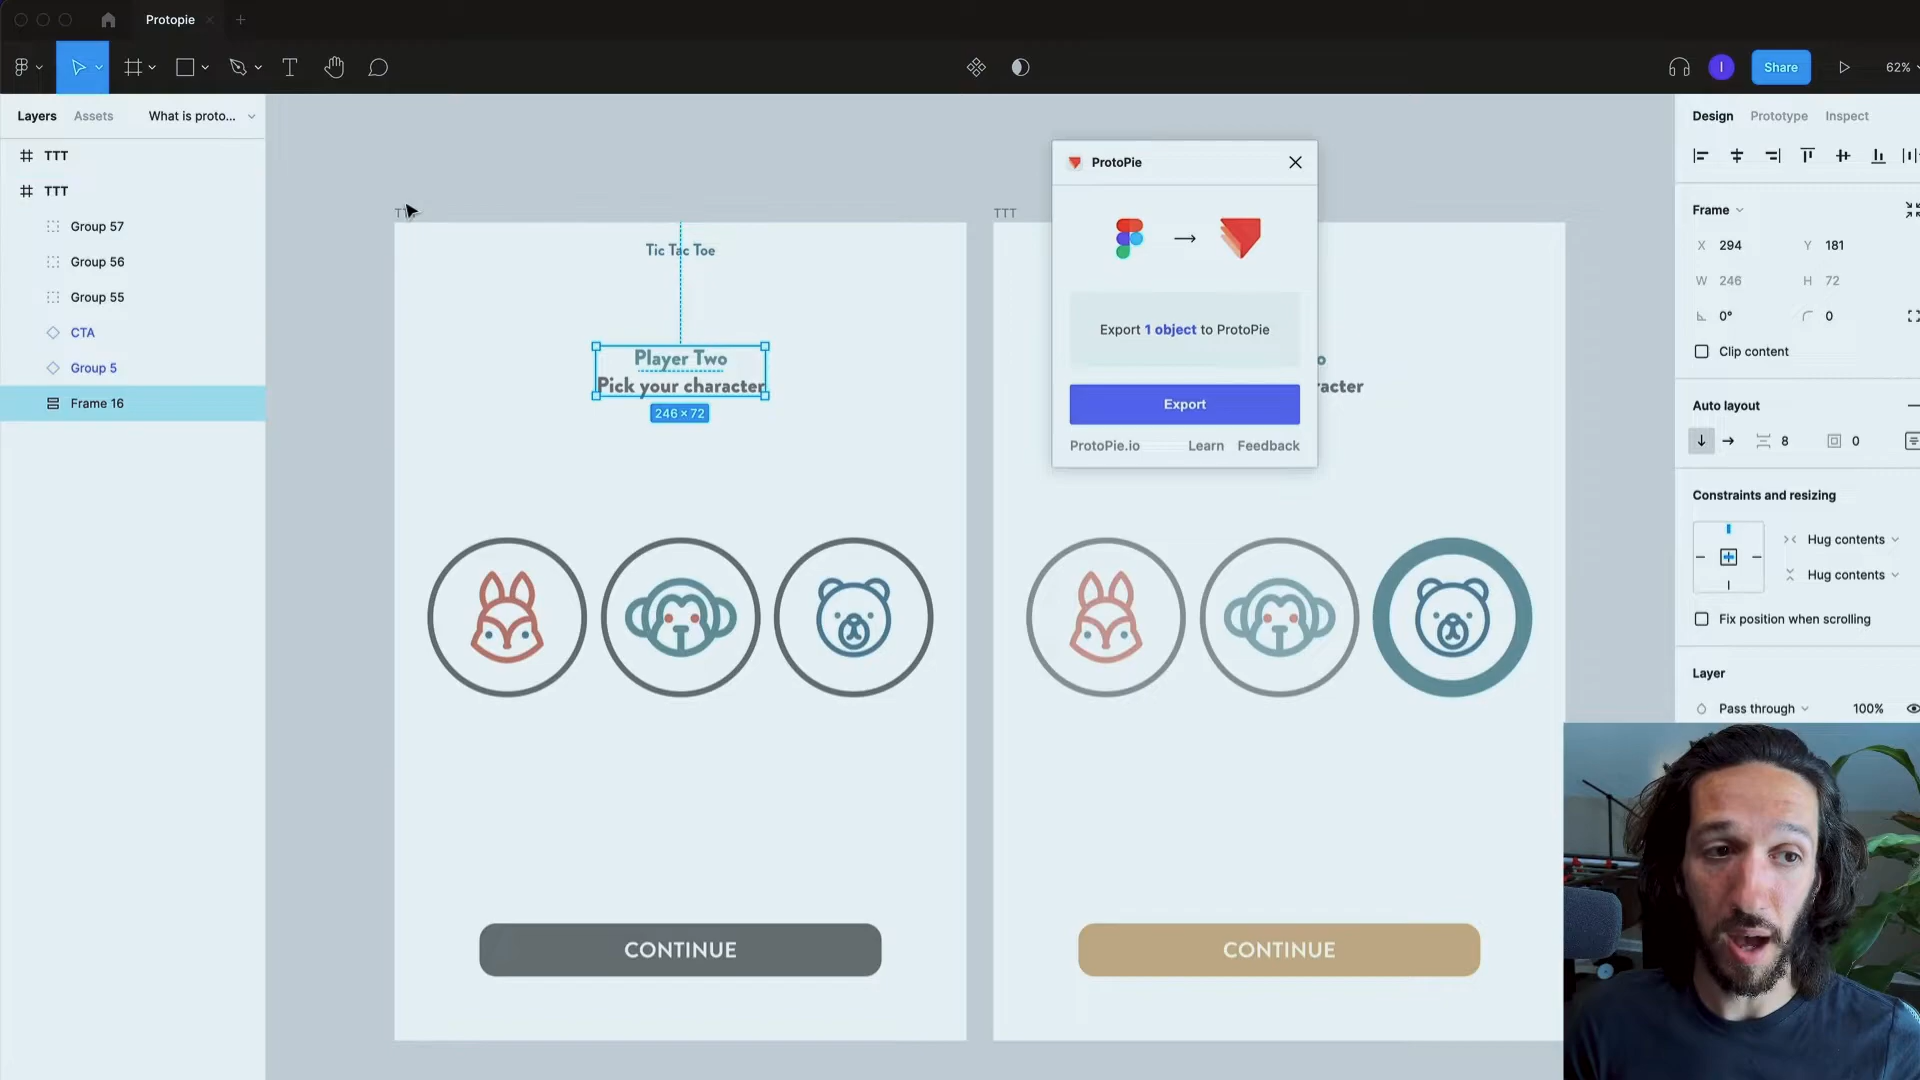 Protopie
Share
62%
Layers
Assets
What is proto...
TTT
TTT
Group 57
Group 56
Group 55
CTA
Group 5
Frame 16
Tic Tac Toe
Player Two
Pick your character
246 × 72
CONTINUE
TTT
ProtoPie
Export 1 object to ProtoPie
Export
ProtoPie.io
Learn
Feedback
CONTINUE
Design
Prototype
Inspect
Frame
X 294
Y 181
W 246
H 72
0°
0
Clip content
Auto layout
8
0
Constraints and resizing
Hug contents
Hug contents
Fix position when scrolling
Layer
Pass through
100%